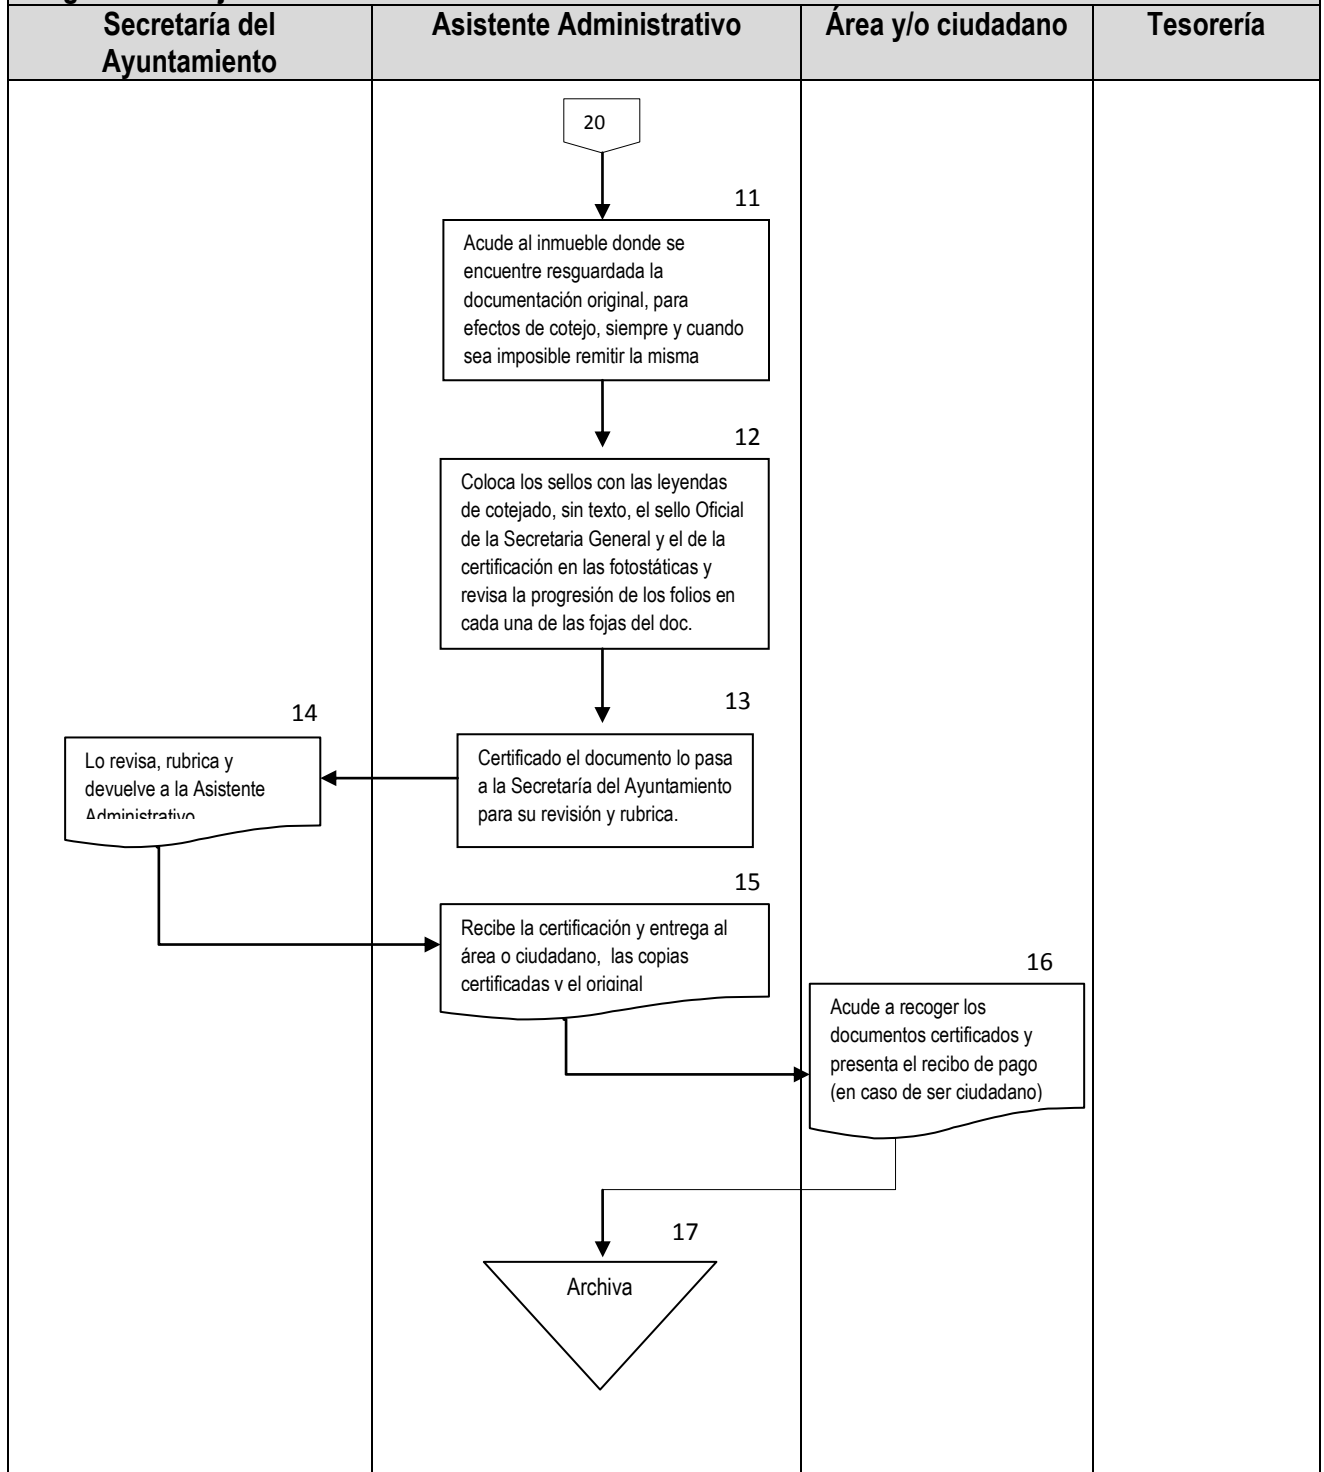 Secretaría del
Ayuntamiento
Asistente Administrativo
Área y/o ciudadano
Tesorería
20
11
Acude al inmueble donde se
encuentre resguardada la
documentación original, para
efectos de cotejo, siempre y cuando
sea imposible remitir la misma
12
Coloca los sellos con las leyendas
de cotejado, sin texto, el sello Oficial
de la Secretaria General y el de la
certificación en las fotostáticas y
revisa la progresión de los folios en
cada una de las fojas del doc.
13
Certificado el documento lo pasa
a la Secretaría del Ayuntamiento
para su revisión y rubrica.
14
Lo revisa, rubrica y
devuelve a la Asistente
Administrativo
15
Recibe la certificación y entrega al
área o ciudadano, las copias
certificadas y el original
16
Acude a recoger los
documentos certificados y
presenta el recibo de pago
(en caso de ser ciudadano)
17
Archiva